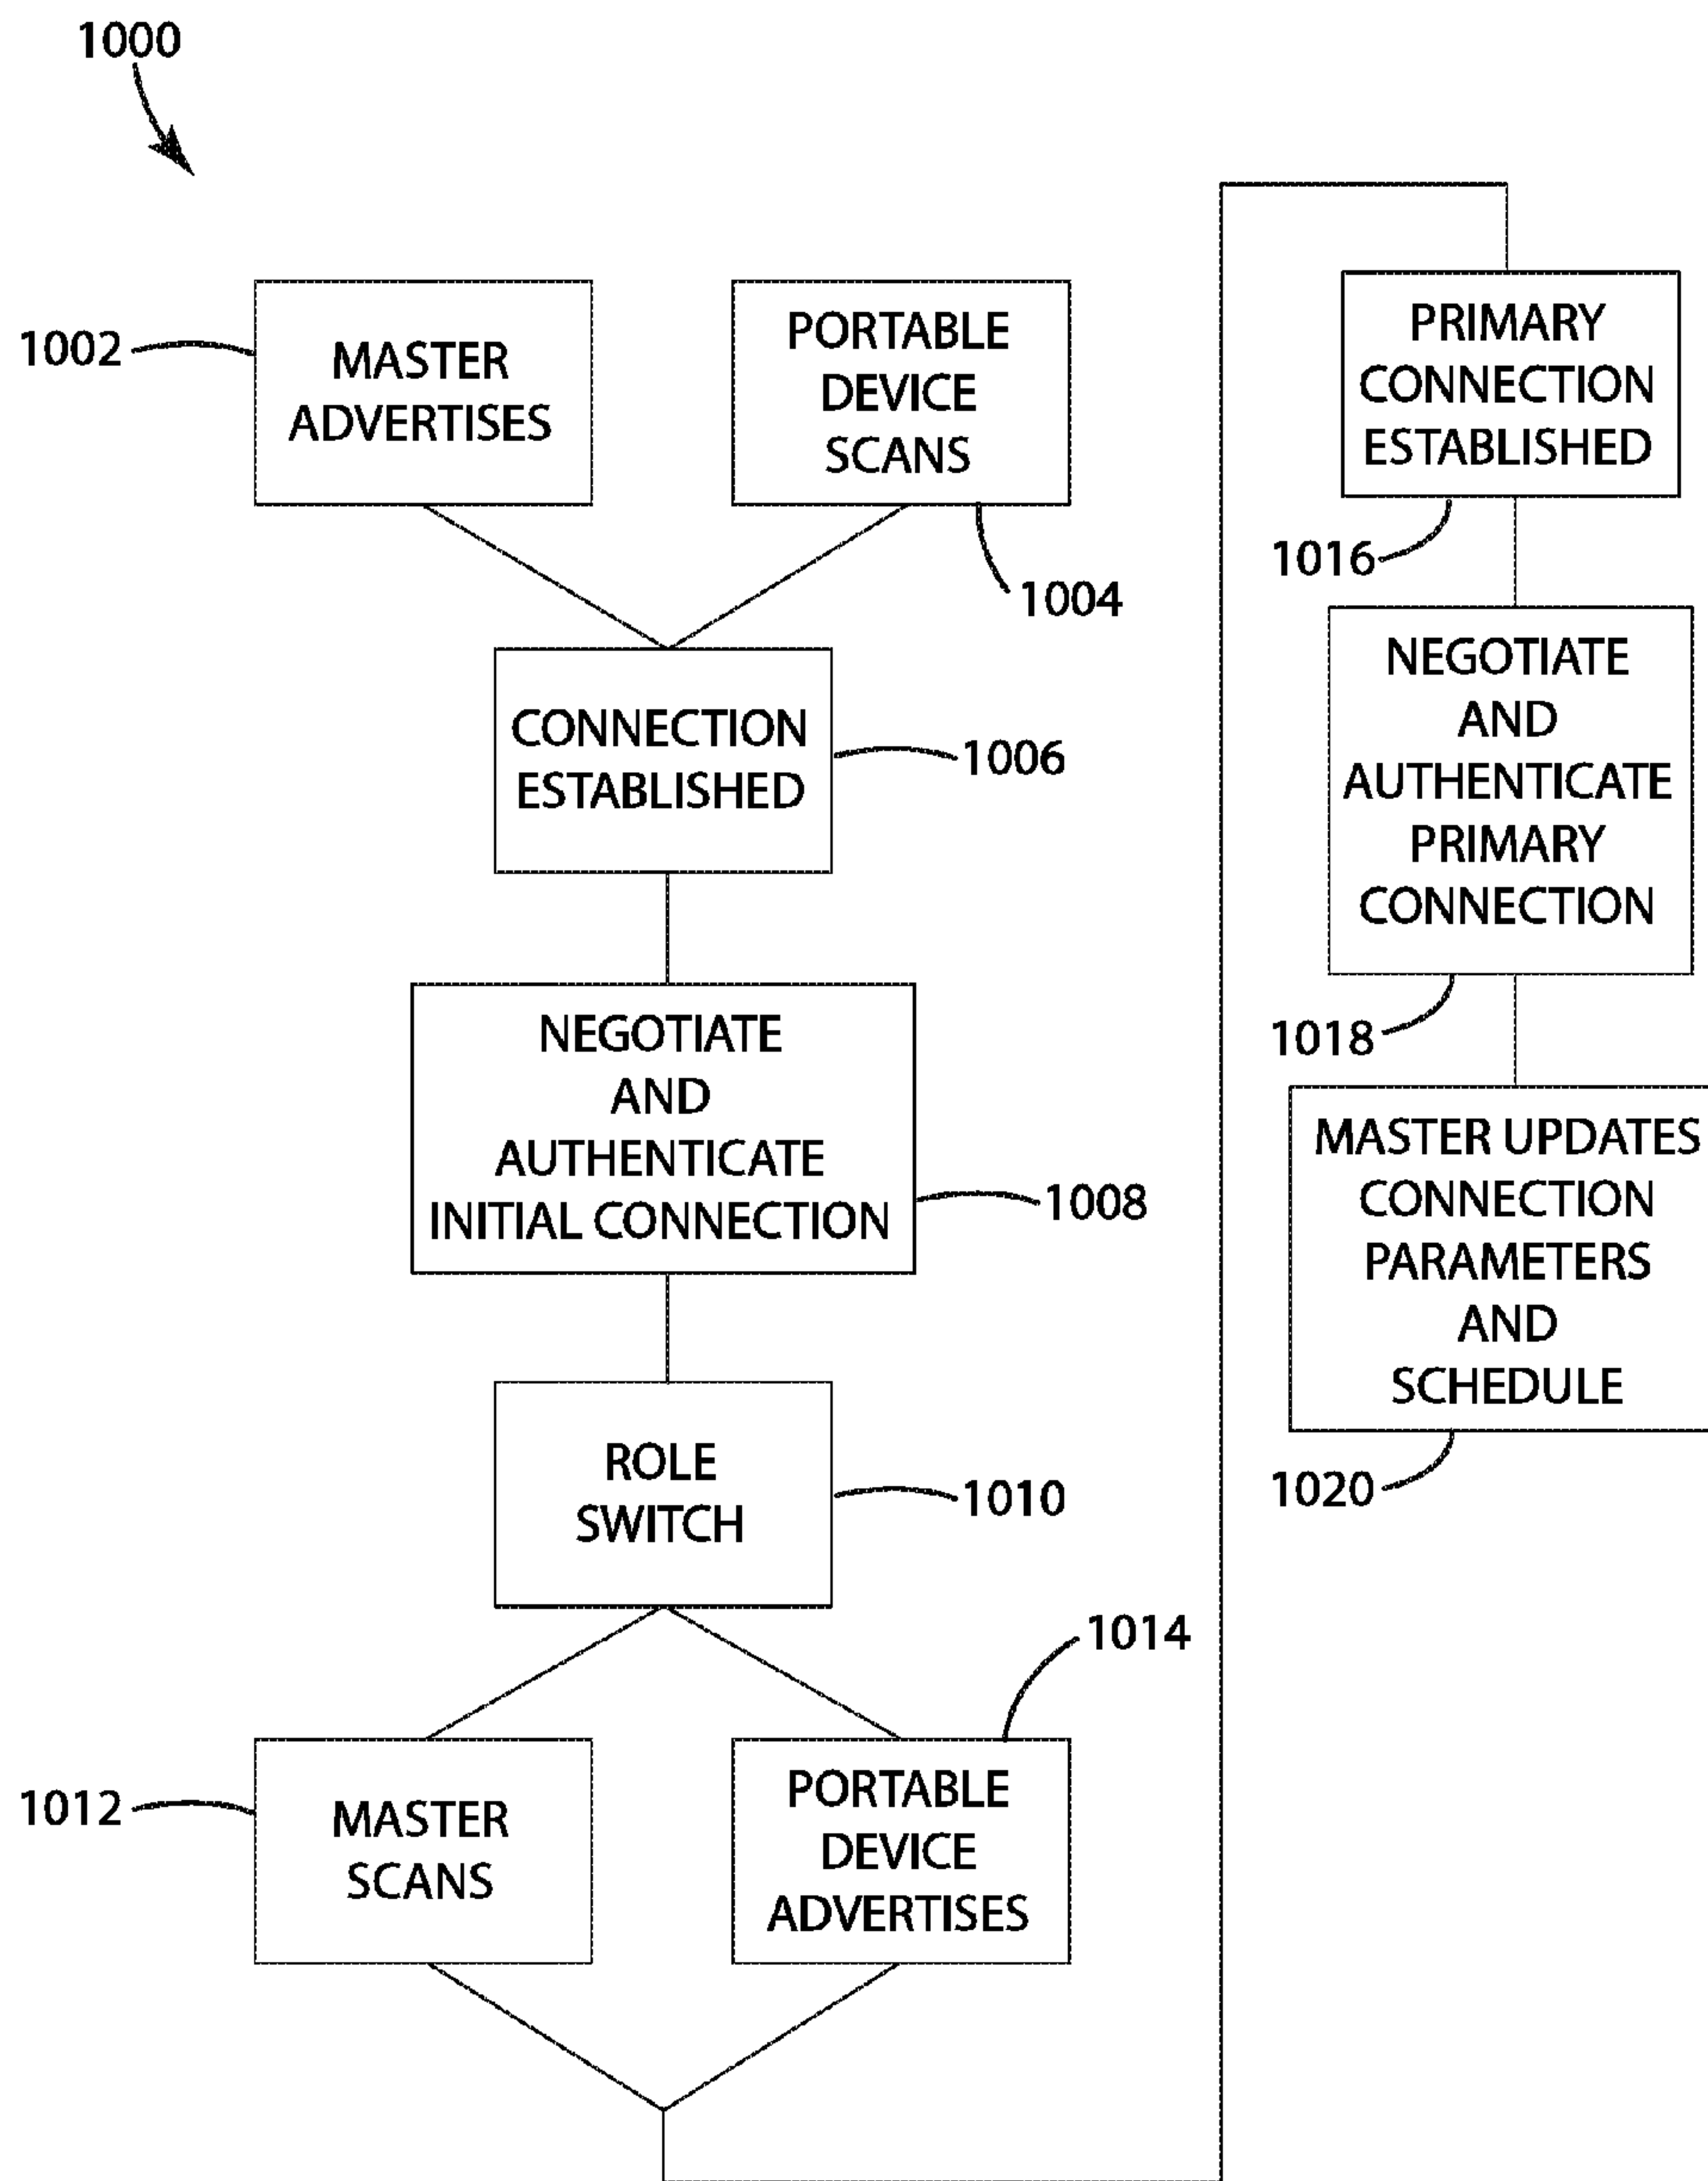 1000
1002
MASTER
ADVERTISES
PORTABLE
DEVICE
SCANS
1004
CONNECTION
ESTABLISHED
1006
NEGOTIATE
AND
AUTHENTICATE
INITIAL CONNECTION
1008
ROLE
SWITCH
1010
1012
MASTER
SCANS
1014
PORTABLE
DEVICE
ADVERTISES
PRIMARY
CONNECTION
ESTABLISHED
1016
NEGOTIATE
AND
AUTHENTICATE
PRIMARY
CONNECTION
1018
MASTER UPDATES
CONNECTION
PARAMETERS
AND
SCHEDULE
1020